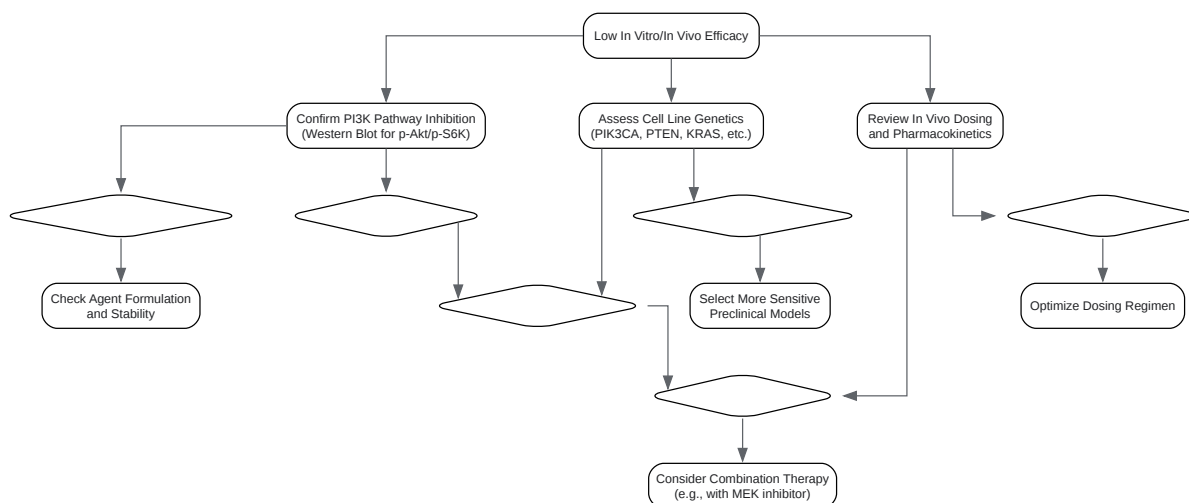 Low In Vitro/In Vivo Efficacy
Confirm PI3K Pathway Inhibition
(Western Blot for p-Akt/p-S6K)
Assess Cell Line Genetics
(PIK3CA, PTEN, KRAS, etc.)
Review In Vivo Dosing
and Pharmacokinetics
Check Agent Formulation
and Stability
Select More Sensitive
Preclinical Models
Optimize Dosing Regimen
Consider Combination Therapy
(e.g., with MEK inhibitor)